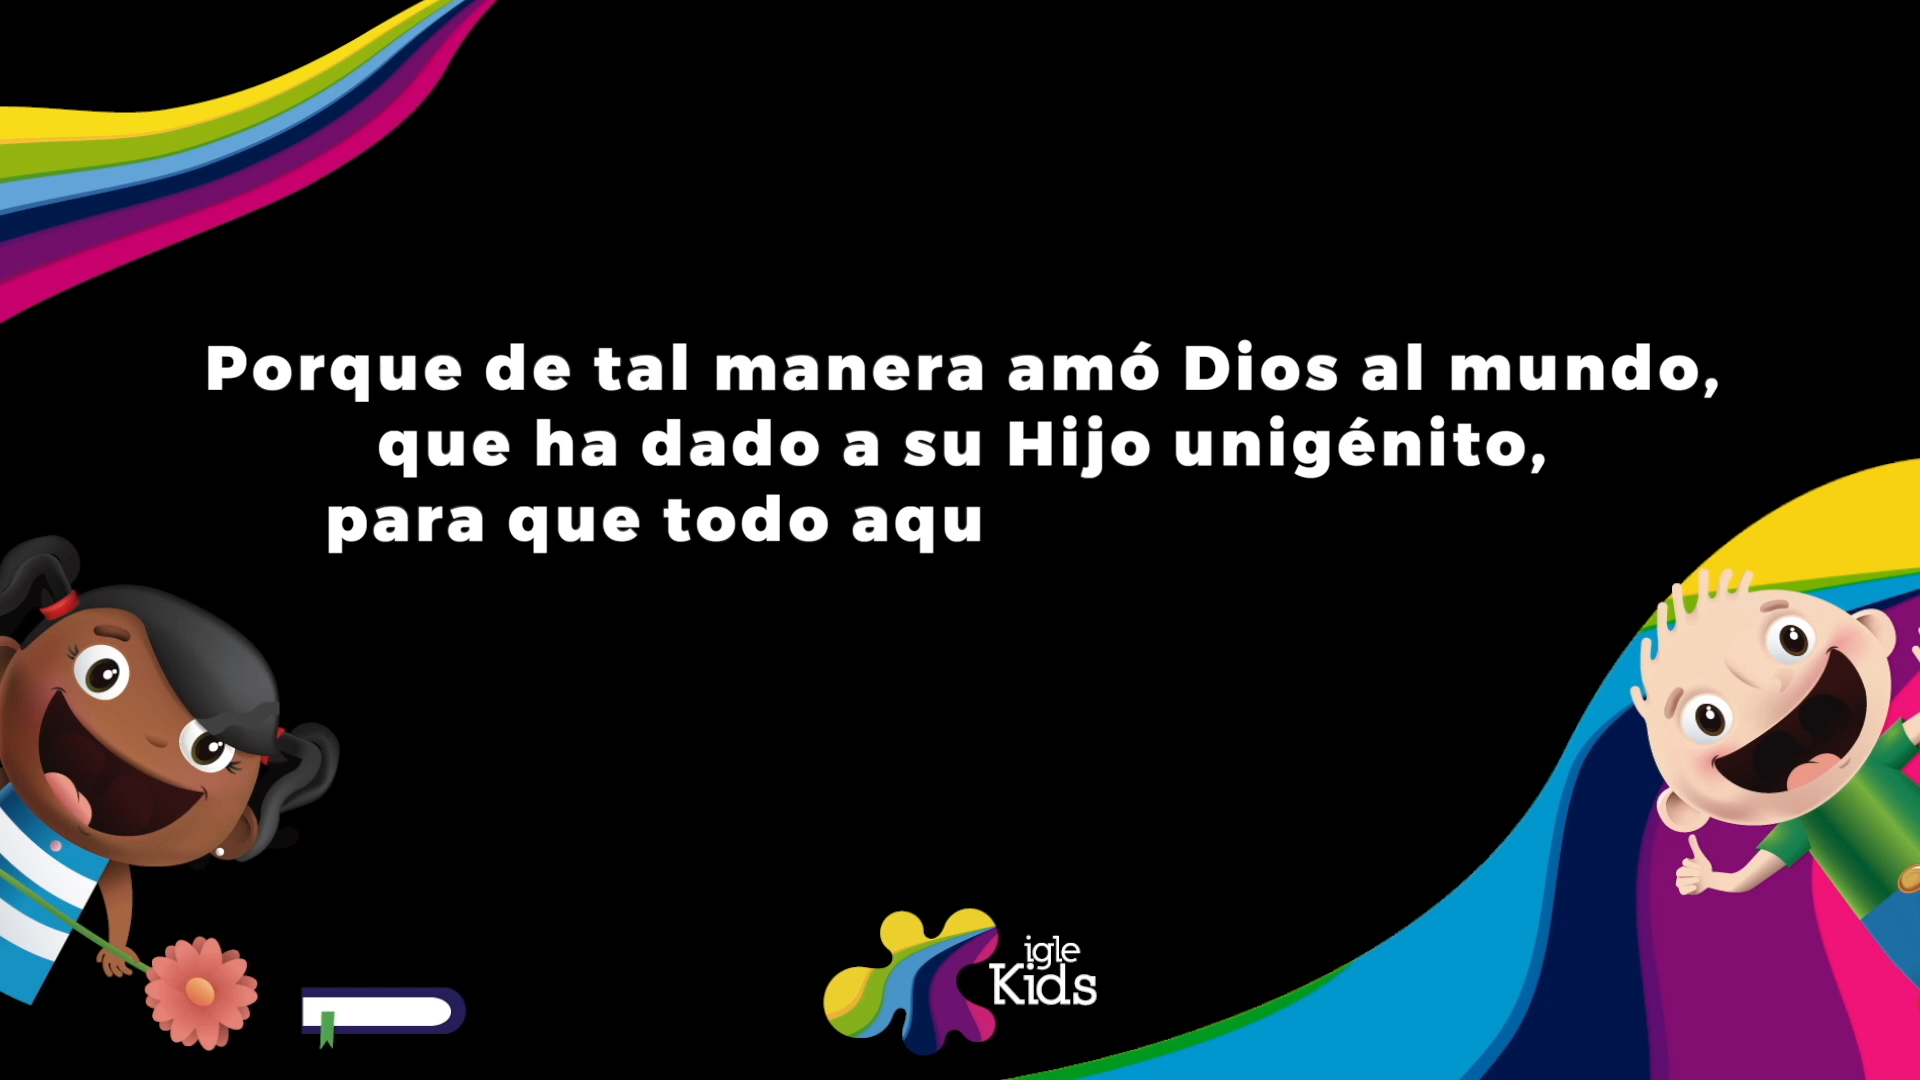 Porque de tal manera amó Dios al mundo,
que ha dado a su Hijo unigénito,
para que todo aqu
igle
Kids